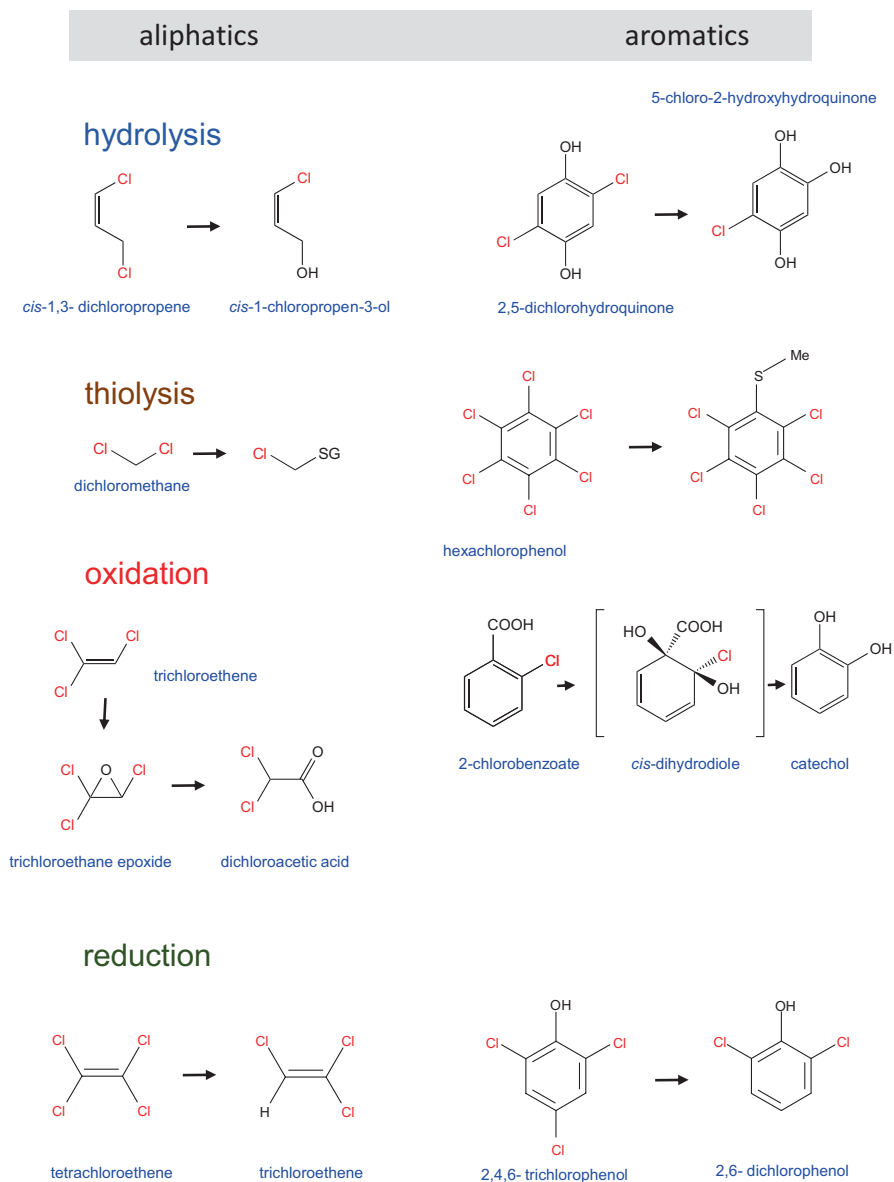 aliphatics
aromatics
hydrolysis
Cl
Cl
cis-1,3- dichloropropene
Cl
OH
cis-1-chloropropen-3-ol
OH
Cl
Cl
OH
2,5-dichlorohydroquinone
5-chloro-2-hydroxyhydroquinone
OH
OH
Cl
OH
thiolysis
Cl
Cl
dichloromethane
Cl
SG
Cl
Cl
Cl
Cl
Cl
Cl
hexachlorophenol
Me
S
Cl
Cl
Cl
Cl
Cl
oxidation
Cl
Cl
Cl
trichloroethene
O
Cl
Cl
Cl
trichloroethane epoxide
Cl
O
Cl
OH
dichloroacetic acid
COOH
Cl
2-chlorobenzoate
HO
COOH
Cl
OH
cis-dihydrodiole
OH
OH
catechol
reduction
Cl
Cl
Cl
Cl
tetrachloroethene
Cl
Cl
H
Cl
trichloroethene
OH
Cl
Cl
Cl
2,4,6- trichlorophenol
OH
Cl
Cl
2,6- dichlorophenol